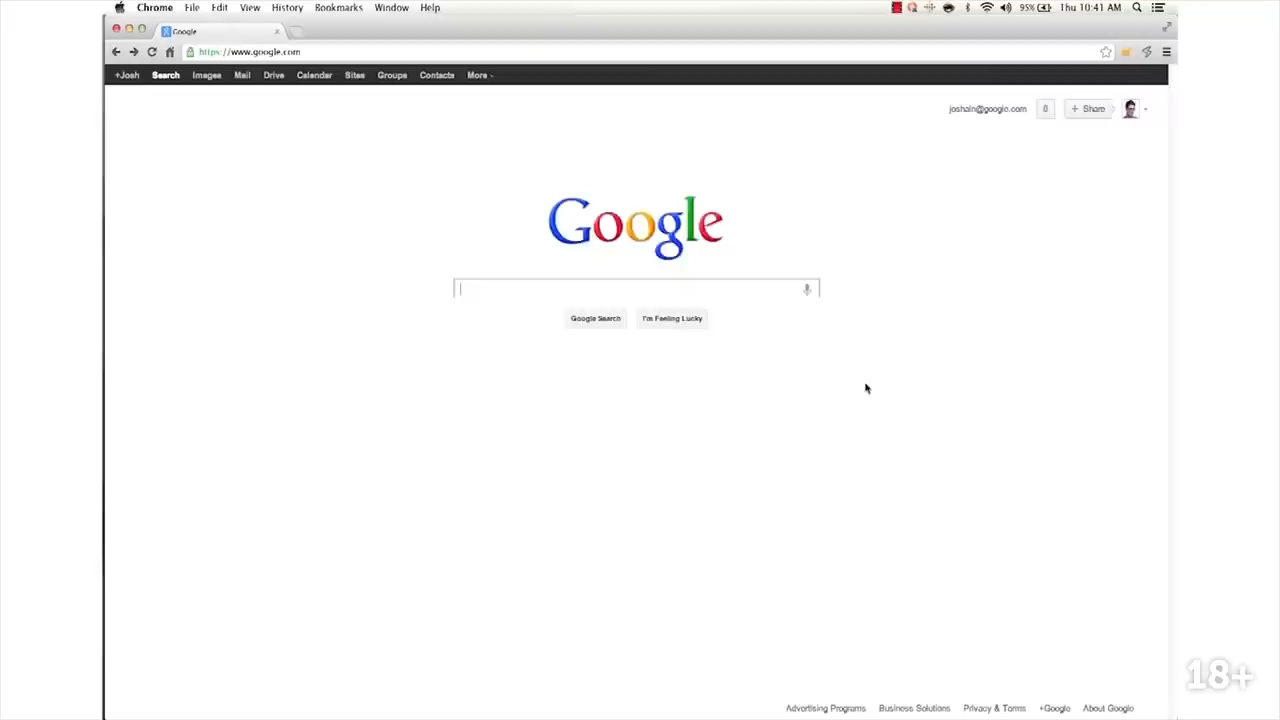 Chrome File Edit View History Bookmarks Window Help 95% Thu 10:41 AM
Google
https://www.google.com
+Josh Search Images Mail Drive Calendar Sites Groups Contacts More
joshain@google.com 0 + Share
Google
Google Search I'm Feeling Lucky
18+
Advertising Programs Business Solutions Privacy & Terms +Google About Google